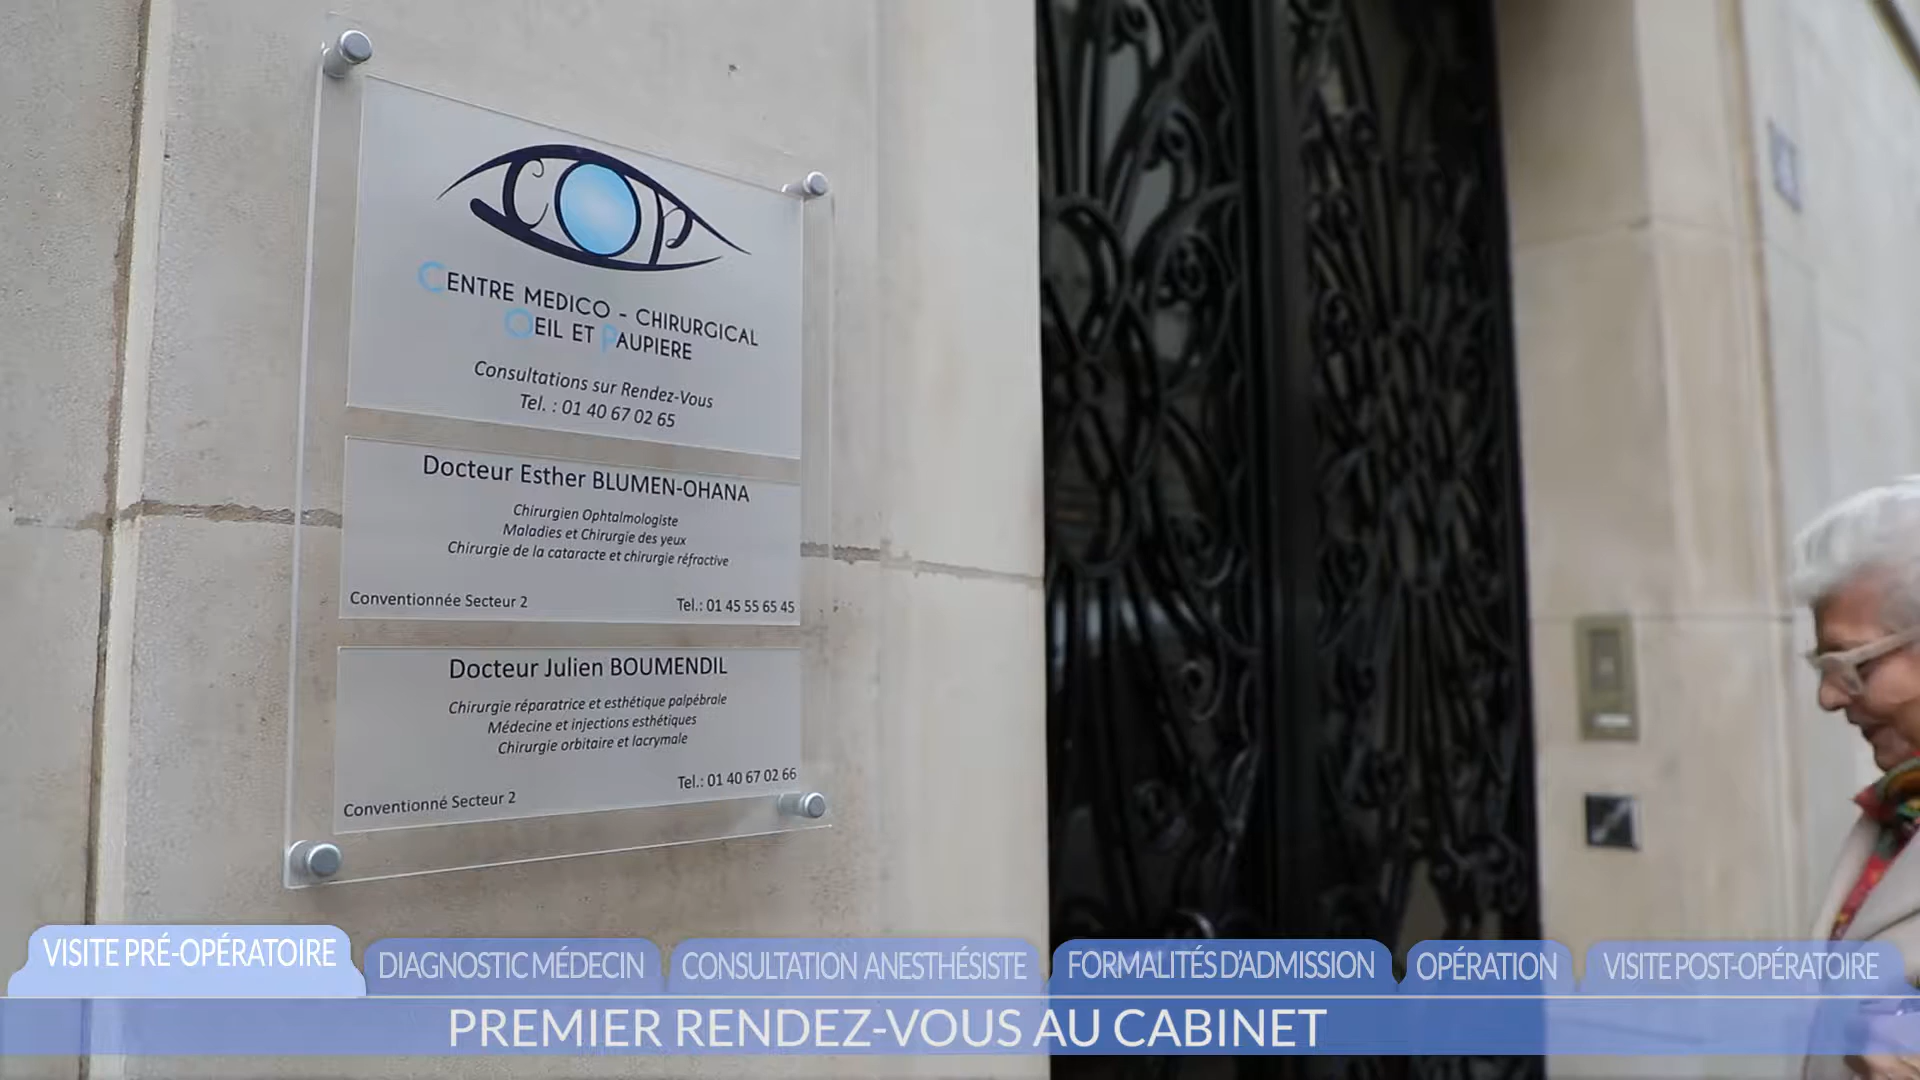 COP
CENTRE MEDICO - CHIRURGICAL
OEIL ET PAUPIERE
Consultations sur Rendez-Vous
Tel. : 01 40 67 02 65
Docteur Esther BLUMEN-OHANA
Chirurgien Ophtalmologiste
Maladies et Chirurgie des yeux
Chirurgie de la cataracte et chirurgie réfractive
Conventionnée Secteur 2
Tel.: 01 45 55 65 45
Docteur Julien BOUMENDIL
Chirurgie réparatrice et esthétique palpébrale
Médecine et injections esthétiques
Chirurgie orbitaire et lacrymale
Tel.: 01 40 67 02 66
Conventionné Secteur 2
VISITE PRÉ-OPÉRATOIRE
DIAGNOSTIC MÉDECIN
CONSULTATION ANESTHÉSISTE
FORMALITÉS D'ADMISSION
OPÉRATION
VISITE POST-OPÉRATOIRE
PREMIER RENDEZ-VOUS AU CABINET